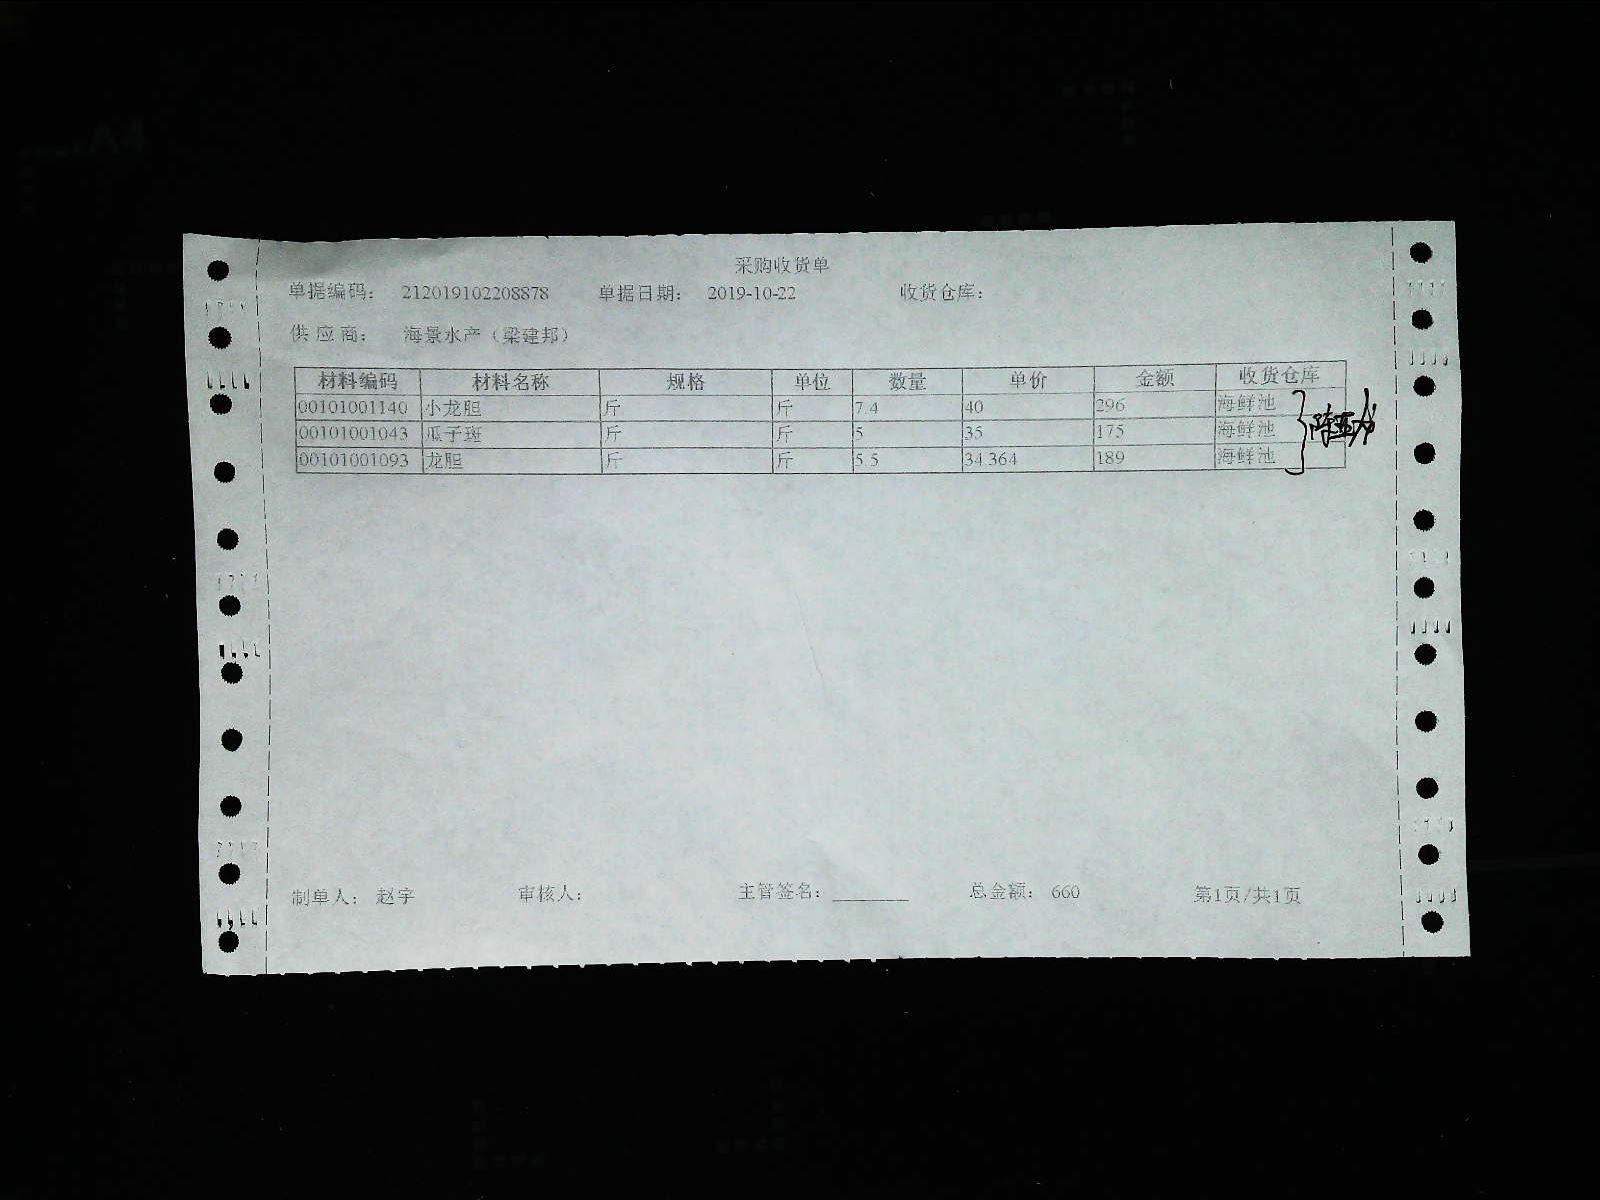 采购收货单
单据编码： 212019102208878 单据日期： 2019-10-22 收货仓库：
供 应 商： 海景水产（梁建邦）
材料编码 材料名称 规格 单位 数量 单价 金额 收货仓库
00101001140 小龙胆 斤 斤 7.4 40 296 海鲜池
00101001043 瓜子斑 斤 斤 5 35 175 海鲜池
00101001093 龙胆 斤 斤 5.5 34.364 189 海鲜池
制单人： 赵宇 审核人： 主管签名： 总金额： 660 第1页/共1页